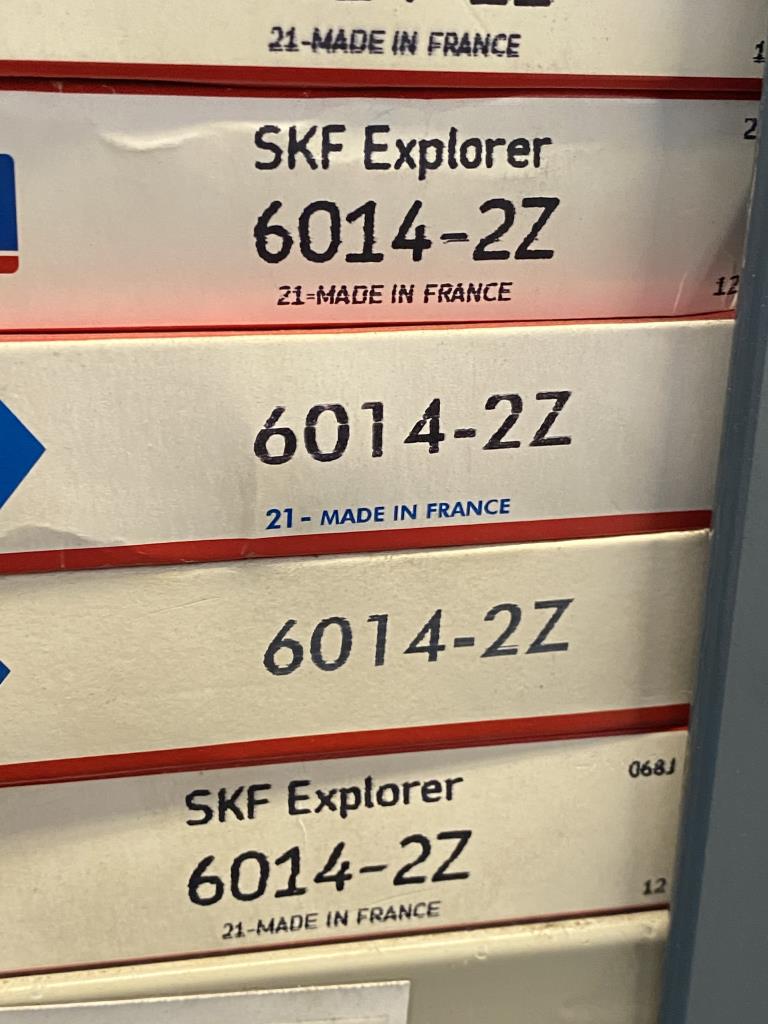 21-MADE IN FRANCE
SKF Explorer
6014-2Z
21-MADE IN FRANCE
12
6014-2Z
21- MADE IN FRANCE
6014-2Z
SKF Explorer
068J
6014-2Z
12
21-MADE IN FRANCE